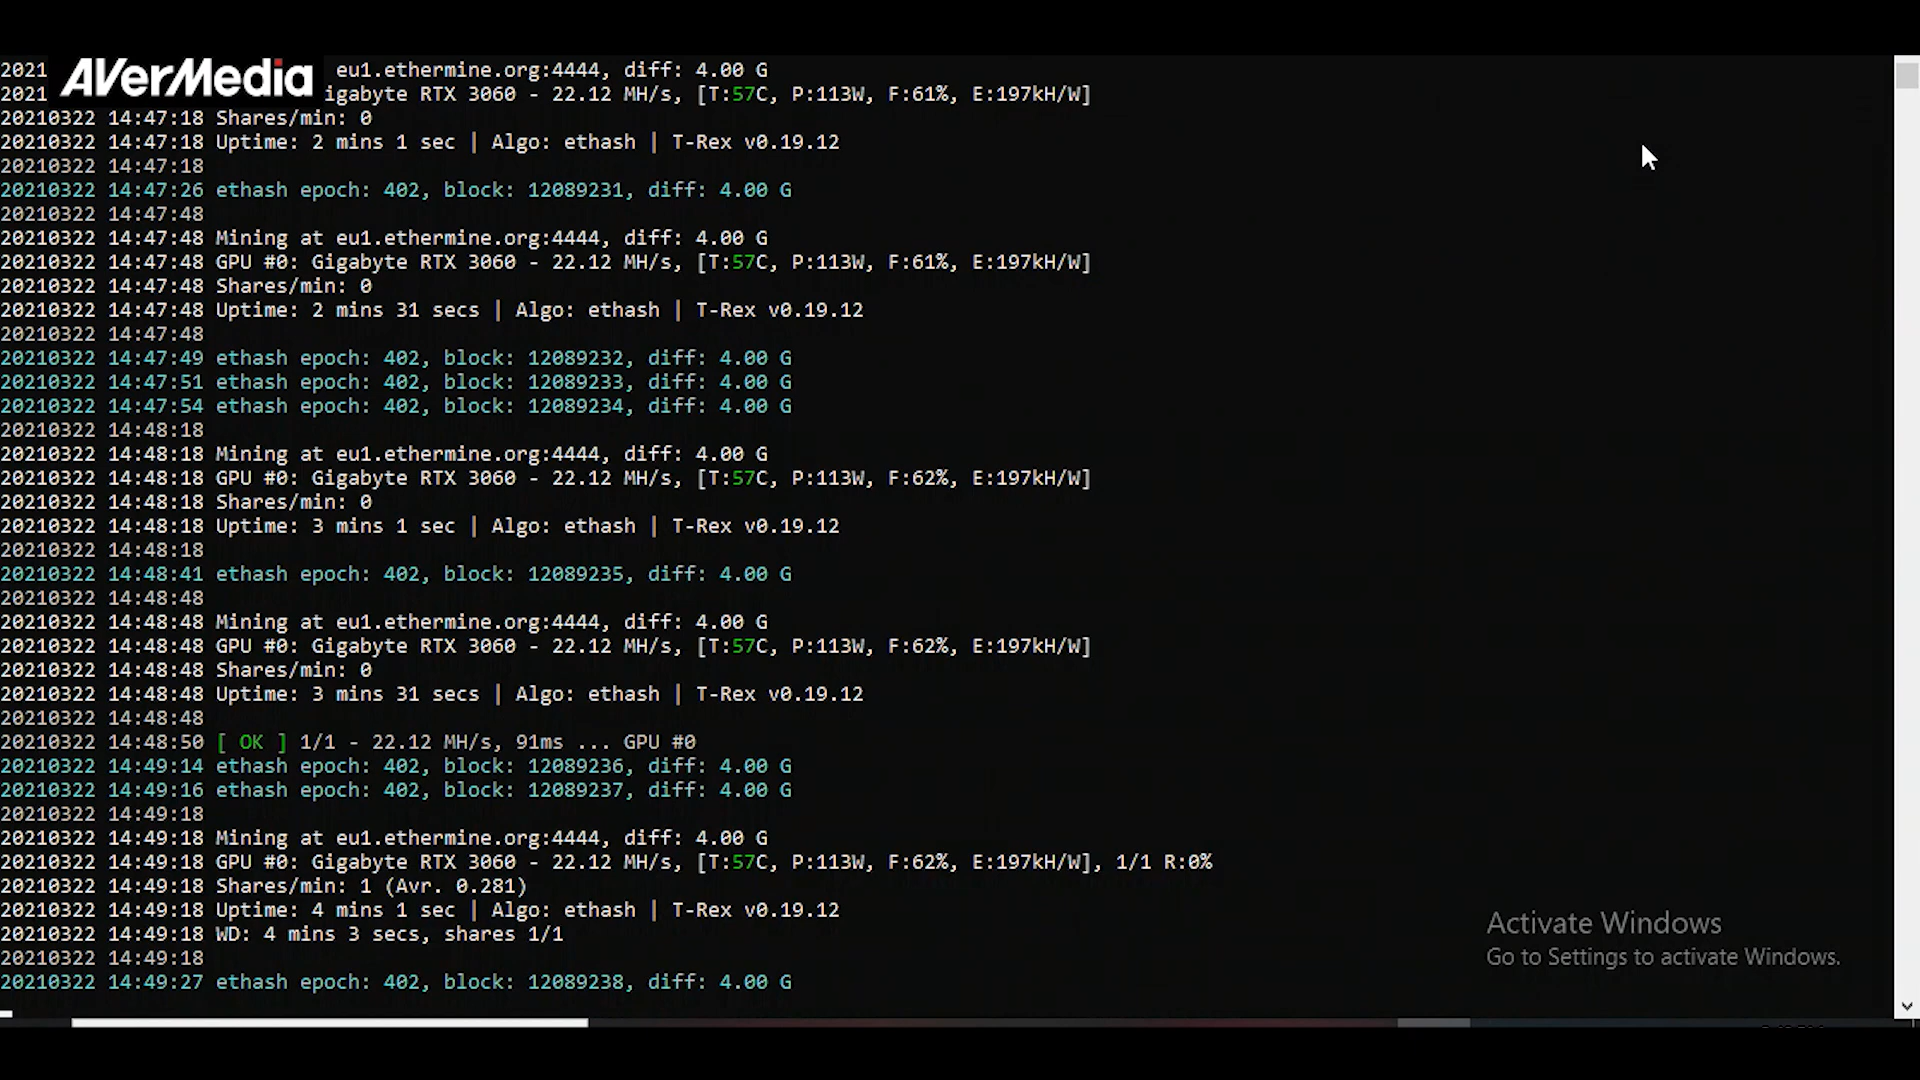 2021 AVerMedia eu1.ethermine.org:4444, diff: 4.00 G
2021 igabyte RTX 3060 - 22.12 MH/s, [T:57C, P:113W, F:61%, E:197kH/W]
20210322 14:47:18 Shares/min: 0
20210322 14:47:18 Uptime: 2 mins 1 sec | Algo: ethash | T-Rex v0.19.12
20210322 14:47:18
20210322 14:47:26 ethash epoch: 402, block: 12089231, diff: 4.00 G
20210322 14:47:48
20210322 14:47:48 Mining at eu1.ethermine.org:4444, diff: 4.00 G
20210322 14:47:48 GPU #0: Gigabyte RTX 3060 - 22.12 MH/s, [T:57C, P:113W, F:61%, E:197kH/W]
20210322 14:47:48 Shares/min: 0
20210322 14:47:48 Uptime: 2 mins 31 secs | Algo: ethash | T-Rex v0.19.12
20210322 14:47:48
20210322 14:47:49 ethash epoch: 402, block: 12089232, diff: 4.00 G
20210322 14:47:51 ethash epoch: 402, block: 12089233, diff: 4.00 G
20210322 14:47:54 ethash epoch: 402, block: 12089234, diff: 4.00 G
20210322 14:48:18
20210322 14:48:18 Mining at eu1.ethermine.org:4444, diff: 4.00 G
20210322 14:48:18 GPU #0: Gigabyte RTX 3060 - 22.12 MH/s, [T:57C, P:113W, F:62%, E:197kH/W]
20210322 14:48:18 Shares/min: 0
20210322 14:48:18 Uptime: 3 mins 1 sec | Algo: ethash | T-Rex v0.19.12
20210322 14:48:18
20210322 14:48:41 ethash epoch: 402, block: 12089235, diff: 4.00 G
20210322 14:48:48
20210322 14:48:48 Mining at eu1.ethermine.org:4444, diff: 4.00 G
20210322 14:48:48 GPU #0: Gigabyte RTX 3060 - 22.12 MH/s, [T:57C, P:113W, F:62%, E:197kH/W]
20210322 14:48:48 Shares/min: 0
20210322 14:48:48 Uptime: 3 mins 31 secs | Algo: ethash | T-Rex v0.19.12
20210322 14:48:48
20210322 14:48:50 [ OK ] 1/1 - 22.12 MH/s, 91ms ... GPU #0
20210322 14:49:14 ethash epoch: 402, block: 12089236, diff: 4.00 G
20210322 14:49:16 ethash epoch: 402, block: 12089237, diff: 4.00 G
20210322 14:49:18
20210322 14:49:18 Mining at eu1.ethermine.org:4444, diff: 4.00 G
20210322 14:49:18 GPU #0: Gigabyte RTX 3060 - 22.12 MH/s, [T:57C, P:113W, F:62%, E:197kH/W], 1/1 R:0%
20210322 14:49:18 Shares/min: 1 (Avr. 0.281)
20210322 14:49:18 Uptime: 4 mins 1 sec | Algo: ethash | T-Rex v0.19.12
20210322 14:49:18 WD: 4 mins 3 secs, shares 1/1
20210322 14:49:18
20210322 14:49:27 ethash epoch: 402, block: 12089238, diff: 4.00 G
Activate Windows
Go to Settings to activate Windows.